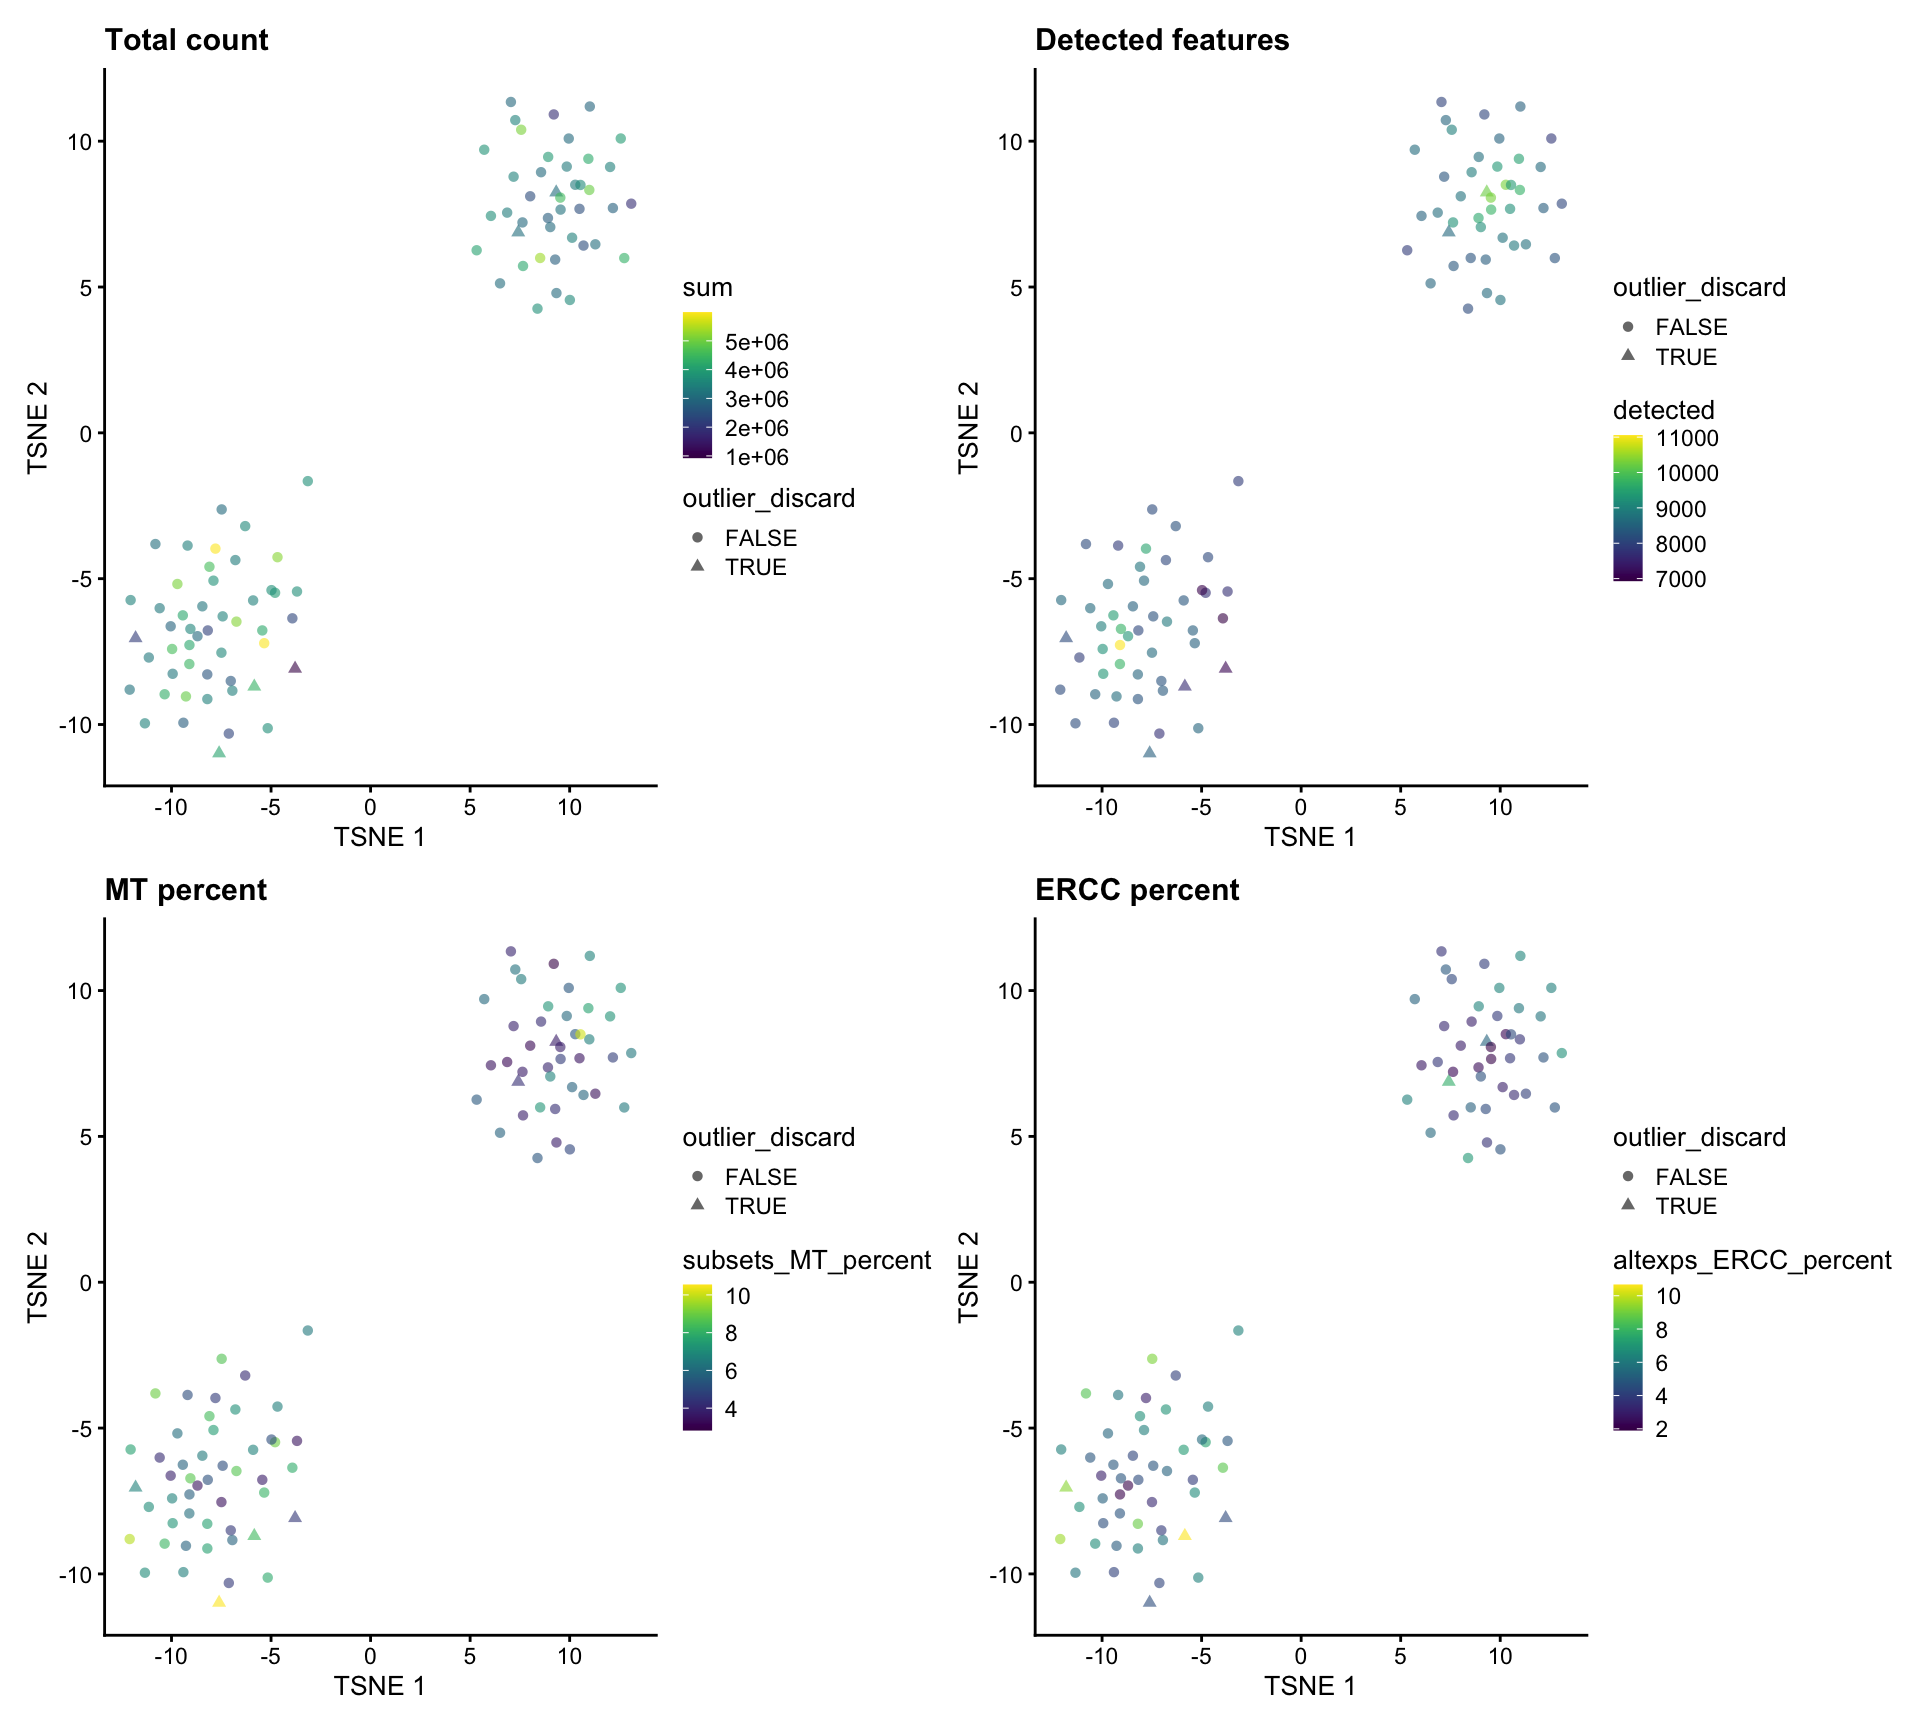 Total count
10
5
0
-5
-10
TSNE 2
-10 -5 0 5 10
TSNE 1
sum
5e+06
4e+06
3e+06
2e+06
1e+06
outlier_discard
FALSE
TRUE
Detected features
10
5
0
-5
-10
TSNE 2
-10 -5 0 5 10
TSNE 1
outlier_discard
FALSE
TRUE
detected
11000
10000
9000
8000
7000
MT percent
10
5
0
-5
-10
TSNE 2
-10 -5 0 5 10
TSNE 1
outlier_discard
FALSE
TRUE
subsets_MT_percent
10
8
6
4
ERCC percent
10
5
0
-5
-10
TSNE 2
-10 -5 0 5 10
TSNE 1
outlier_discard
FALSE
TRUE
altexps_ERCC_percent
10
8
6
4
2